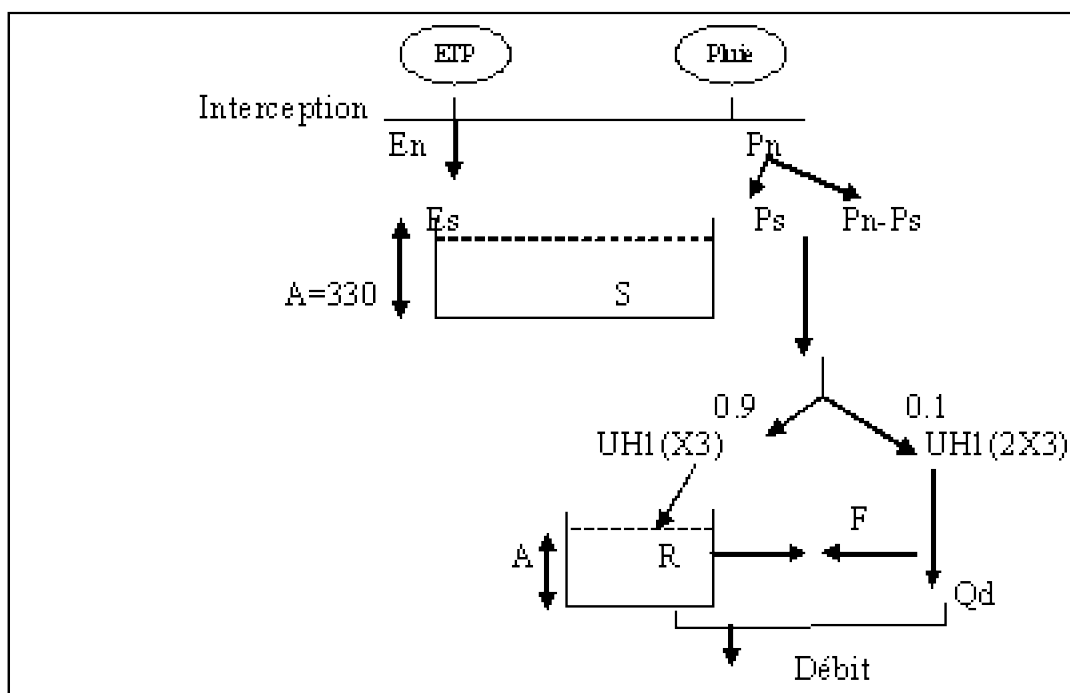 ETP Pluie
Interception
En Pn
Es Ps Pn-Ps
A=330 S
0.9 0.1
UH1(X3) UH1(2X3)
F
A R
Qd
Débit